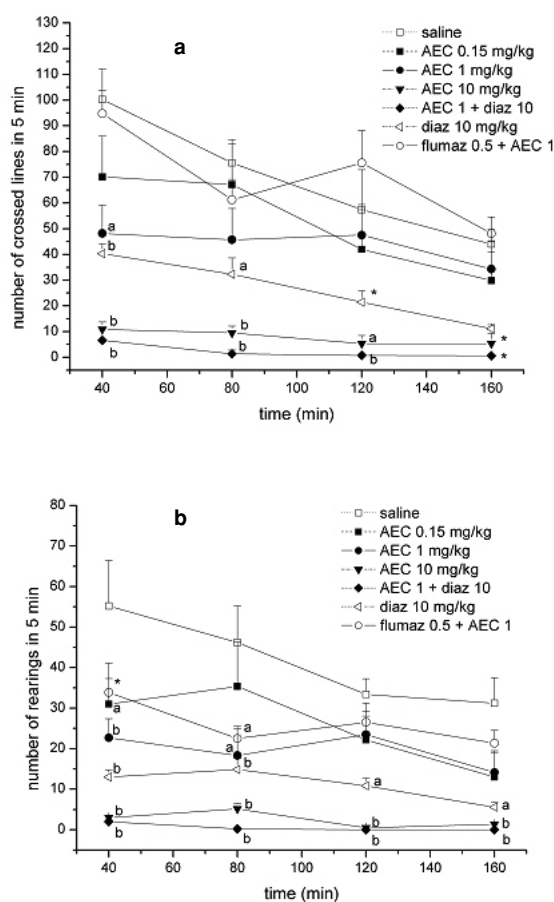 a
saline
AEC 0.15 mg/kg
AEC 1 mg/kg
AEC 10 mg/kg
AEC 1 + diaz 10
diaz 10 mg/kg
flumaz 0.5 + AEC 1
number of crossed lines in 5 min
130
120
110
100
90
80
70
60
50
40
30
20
10
0
a
b
a
*
b
b
a
*
b
b
b
*
40
60
80
100
120
140
160
time (min)
b
saline
AEC 0.15 mg/kg
AEC 1 mg/kg
AEC 10 mg/kg
AEC 1 + diaz 10
diaz 10 mg/kg
flumaz 0.5 + AEC 1
number of rearings in 5 min
80
70
60
50
40
30
20
10
0
*
a
a
b
a
b
b
a
a
b
b
b
b
b
b
b
b
40
60
80
100
120
140
160
time (min)